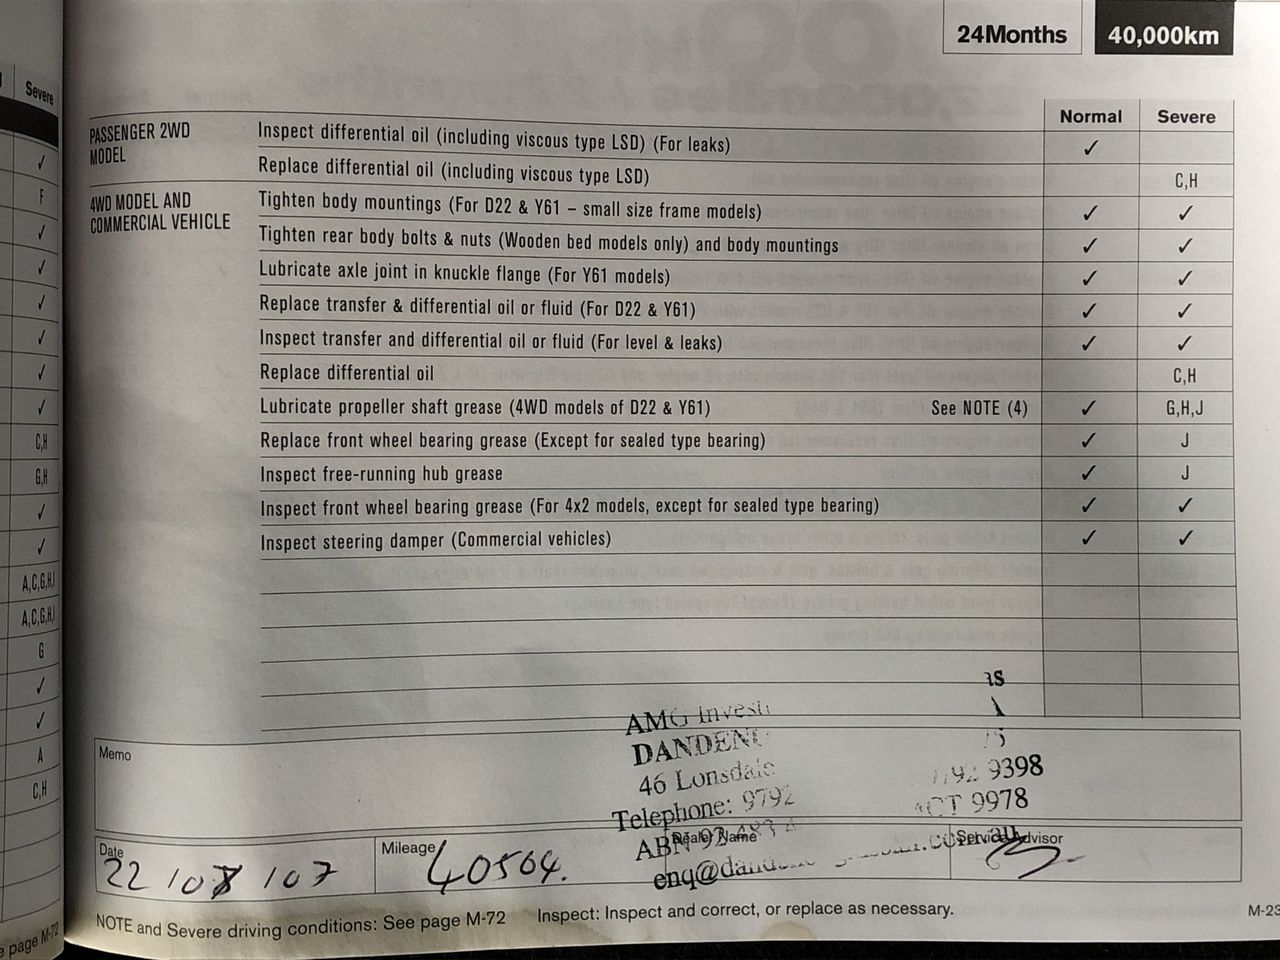 24Months 40,000km
Normal Severe
PASSENGER 2WD MODEL
Inspect differential oil (including viscous type LSD) (For leaks) ✓
Replace differential oil (including viscous type LSD) C,H
4WD MODEL AND COMMERCIAL VEHICLE
Tighten body mountings (For D22 & Y61 – small size frame models) ✓ ✓
Tighten rear body bolts & nuts (Wooden bed models only) and body mountings ✓ ✓
Lubricate axle joint in knuckle flange (For Y61 models) ✓ ✓
Replace transfer & differential oil or fluid (For D22 & Y61) ✓ ✓
Inspect transfer and differential oil or fluid (For level & leaks) ✓ ✓
Replace differential oil C,H
Lubricate propeller shaft grease (4WD models of D22 & Y61) See NOTE (4) ✓ G,H,J
Replace front wheel bearing grease (Except for sealed type bearing) ✓ J
Inspect free-running hub grease ✓ J
Inspect front wheel bearing grease (For 4x2 models, except for sealed type bearing) ✓ ✓
Inspect steering damper (Commercial vehicles) ✓ ✓
Memo
AMG
46 Lonsdale
9398
Telephone: 9792
9978
ABN 92
Date
22 / 07
Mileage
40564.
Dealer Name
Service Advisor
NOTE and Severe driving conditions: See page M-72 Inspect: Inspect and correct, or replace as necessary.
M-23
Severe
✓
F
✓
✓
✓
✓
✓
✓
C,H
G,H
✓
✓
A,C,G,H,
A,C,G,H,
G
✓
✓
A
C,H
page M-72